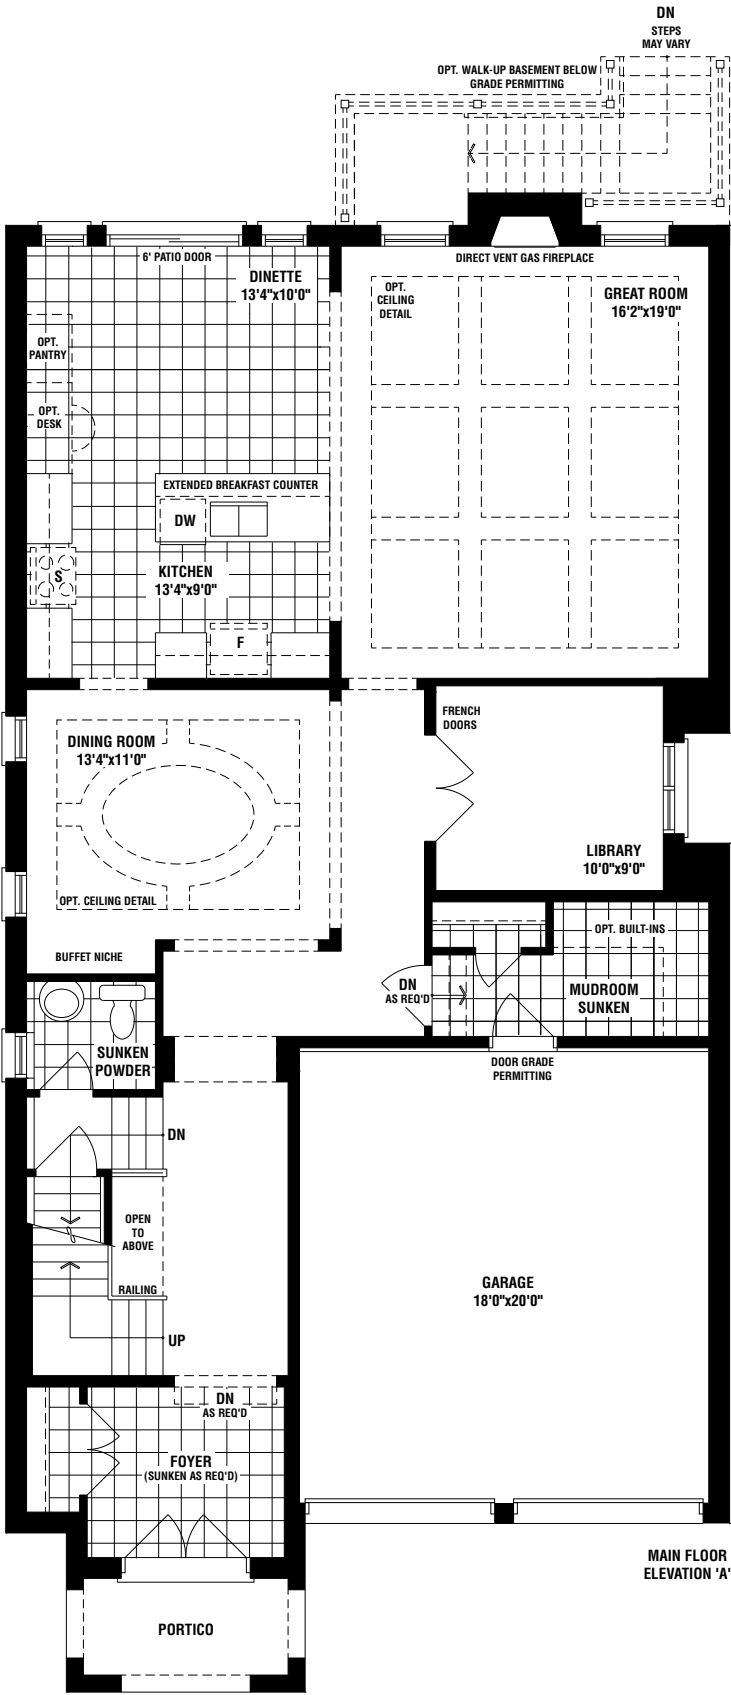 DN
STEPS
MAY VARY
OPT. WALK-UP BASEMENT BELOW
GRADE PERMITTING
6' PATIO DOOR
DINETTE
13'4"x10'0"
DIRECT VENT GAS FIREPLACE
OPT.
CEILING
DETAIL
GREAT ROOM
16'2"x19'0"
OPT.
PANTRY
OPT.
DESK
EXTENDED BREAKFAST COUNTER
DW
S
KITCHEN
13'4"x9'0"
F
DINING ROOM
13'4"x11'0"
OPT. CEILING DETAIL
BUFFET NICHE
FRENCH
DOORS
LIBRARY
10'0"x9'0"
OPT. BUILT-INS
DN
AS REQ'D
MUDROOM
SUNKEN
SUNKEN
POWDER
DOOR GRADE
PERMITTING
DN
OPEN
TO
ABOVE
RAILING
UP
GARAGE
18'0"x20'0"
DN
AS REQ'D
FOYER
(SUNKEN AS REQ'D)
MAIN FLOOR
ELEVATION 'A'
PORTICO